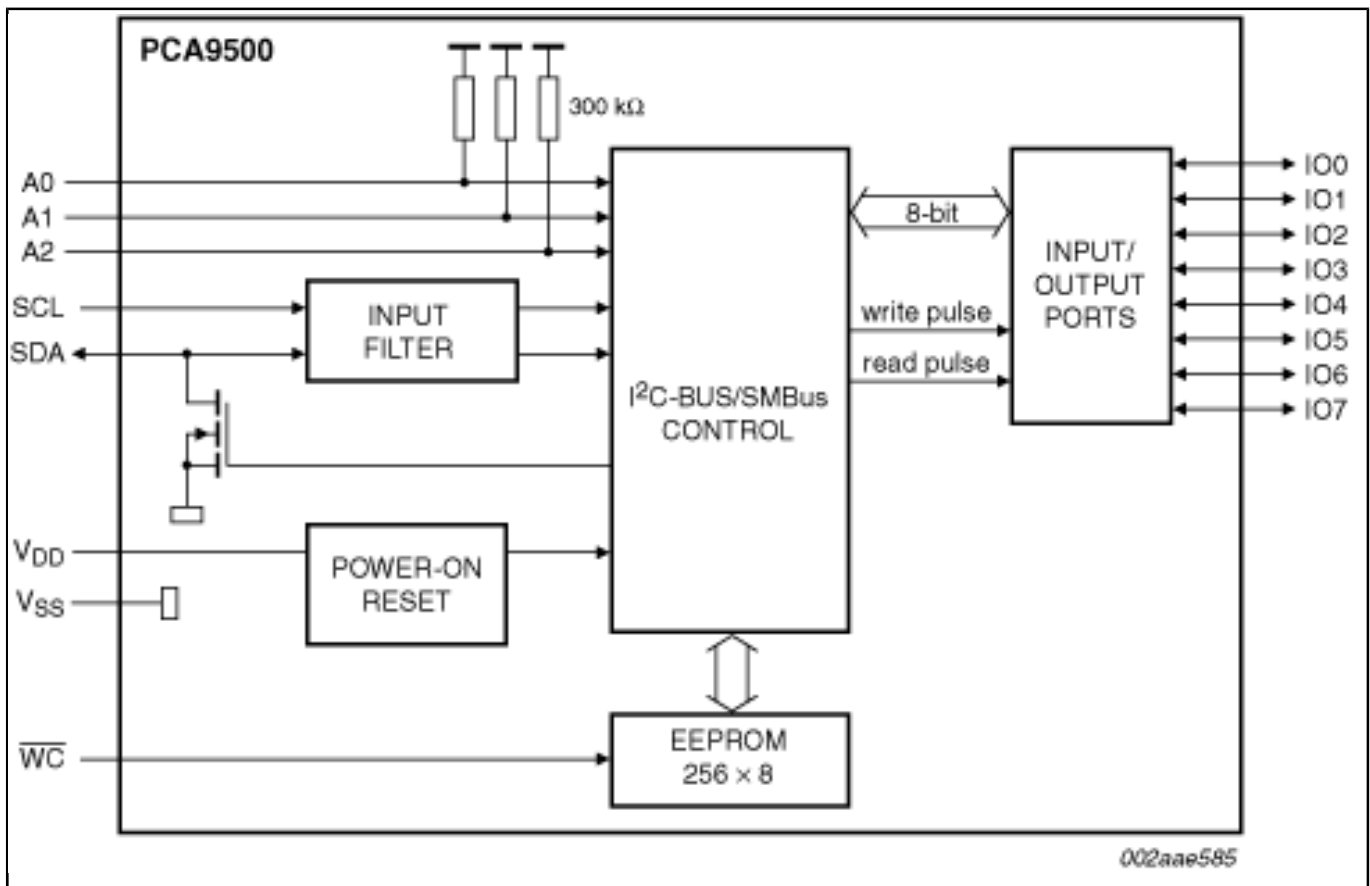 PCA9500
300 kΩ
A0
A1
A2
SCL
SDA
INPUT
FILTER
VDD
VSS
POWER-ON
RESET
WC
I²C-BUS/SMBus
CONTROL
8-bit
write pulse
read pulse
INPUT/
OUTPUT
PORTS
IO0
IO1
IO2
IO3
IO4
IO5
IO6
IO7
EEPROM
256 × 8
002aae585